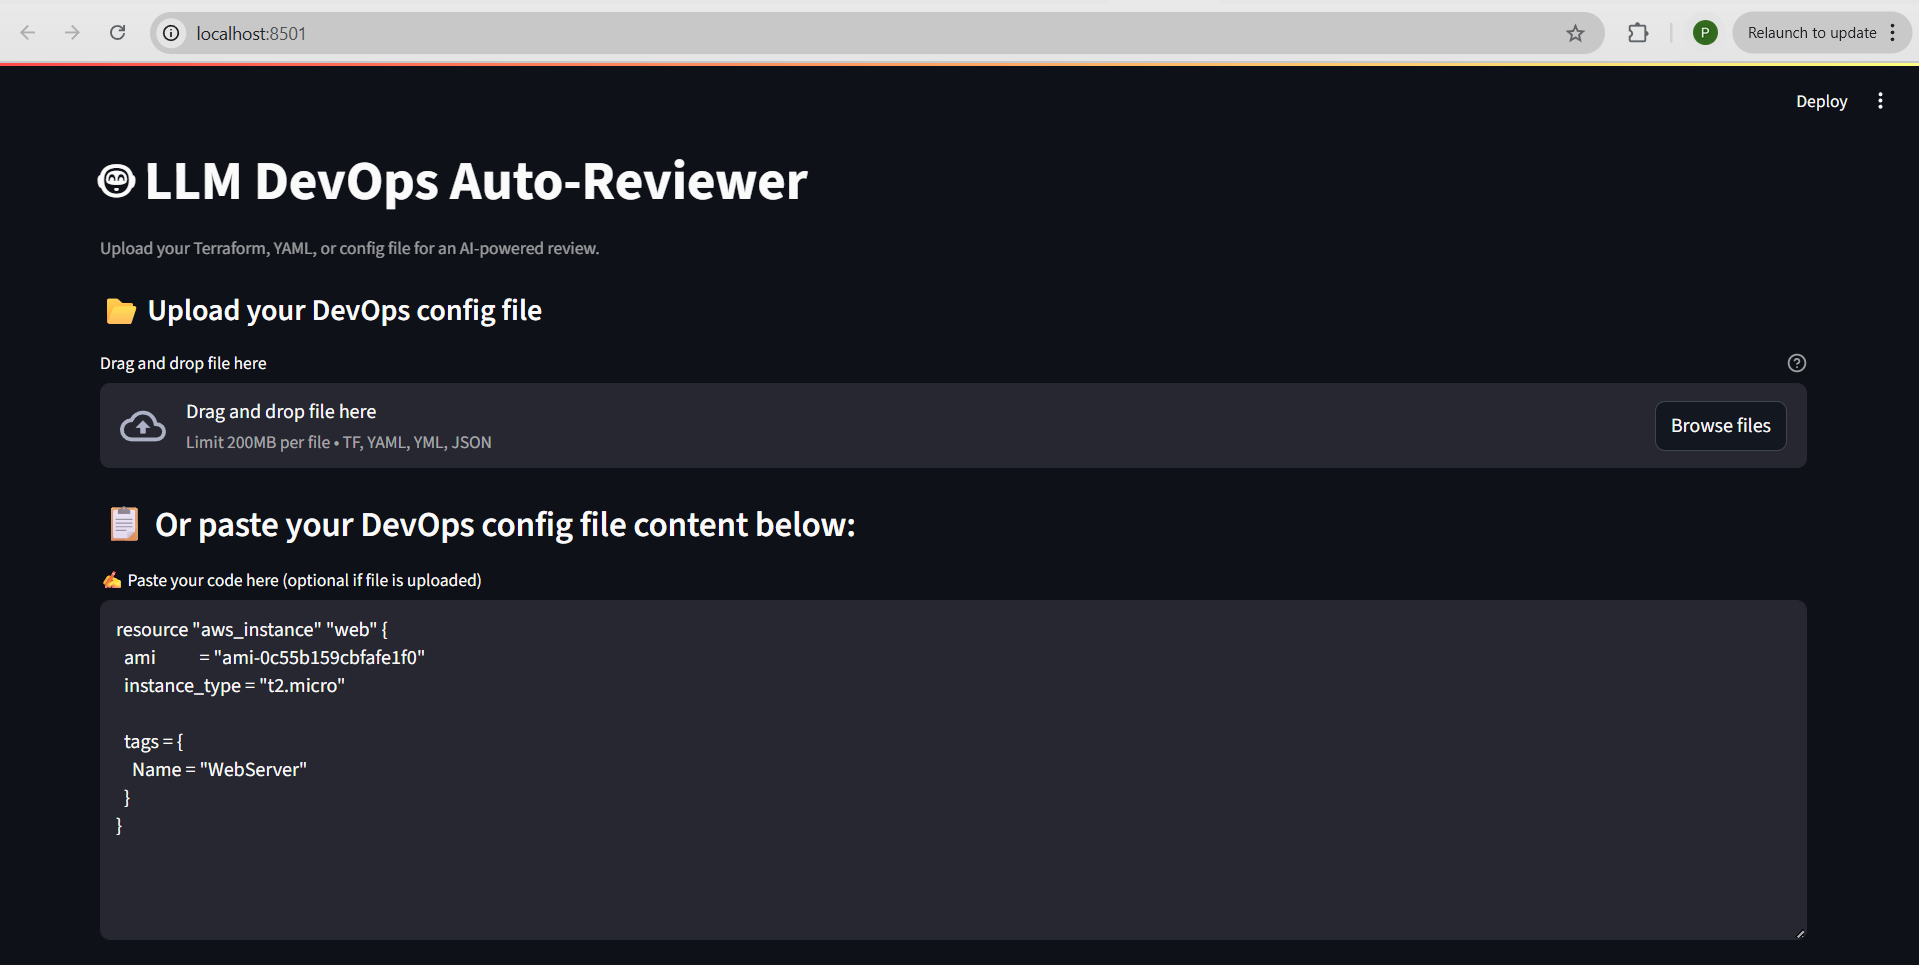 localhost:8501
P
Relaunch to update
Deploy
LLM DevOps Auto-Reviewer
Upload your Terraform, YAML, or config file for an AI-powered review.
Upload your DevOps config file
Drag and drop file here
Drag and drop file here
Limit 200MB per file • TF, YAML, YML, JSON
Browse files
Or paste your DevOps config file content below:
Paste your code here (optional if file is uploaded)
resource "aws_instance" "web" {
  ami           = "ami-0c55b159cbfafe1f0"
  instance_type = "t2.micro"
  tags = {
    Name = "WebServer"
  }
}